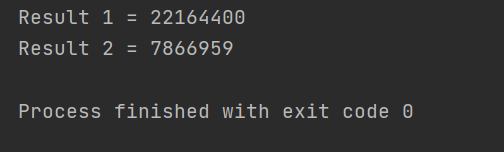 Result 1 = 22164400
Result 2 = 7866959
Process finished with exit code 0